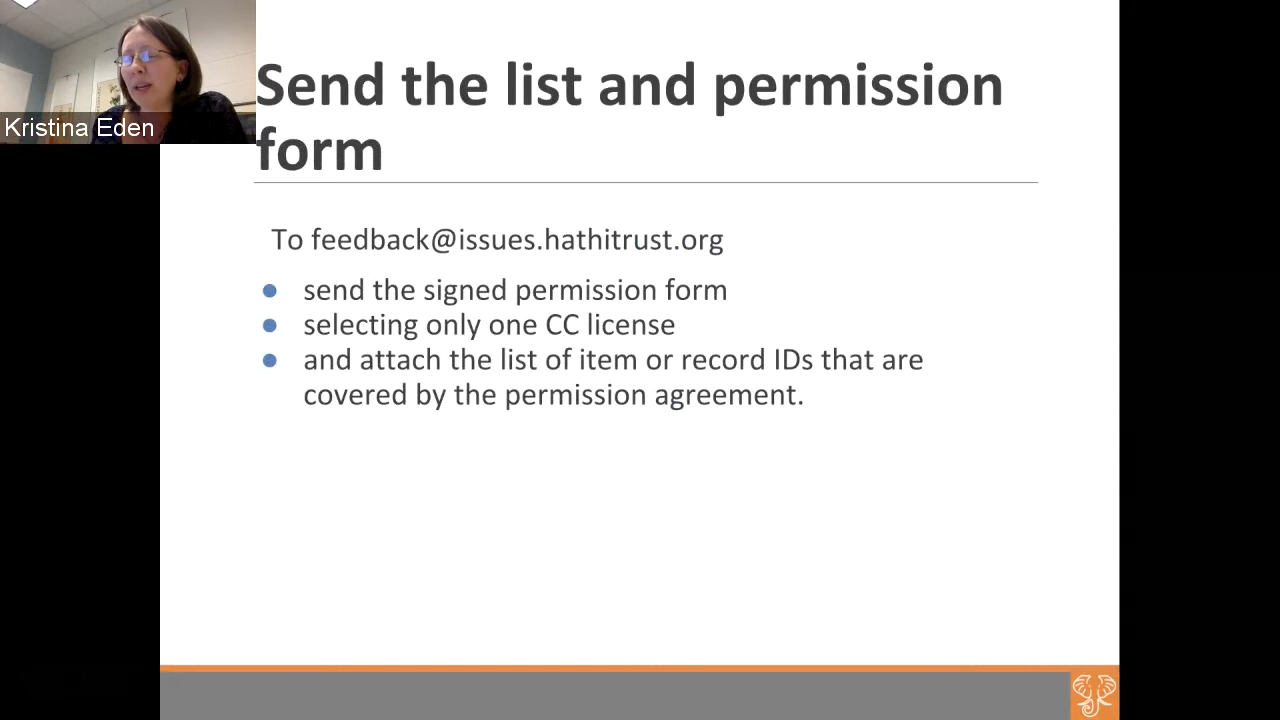 Kristina Eden
Send the list and permission
form
To feedback@issues.hathitrust.org
● send the signed permission form
● selecting only one CC license
● and attach the list of item or record IDs that are
covered by the permission agreement.